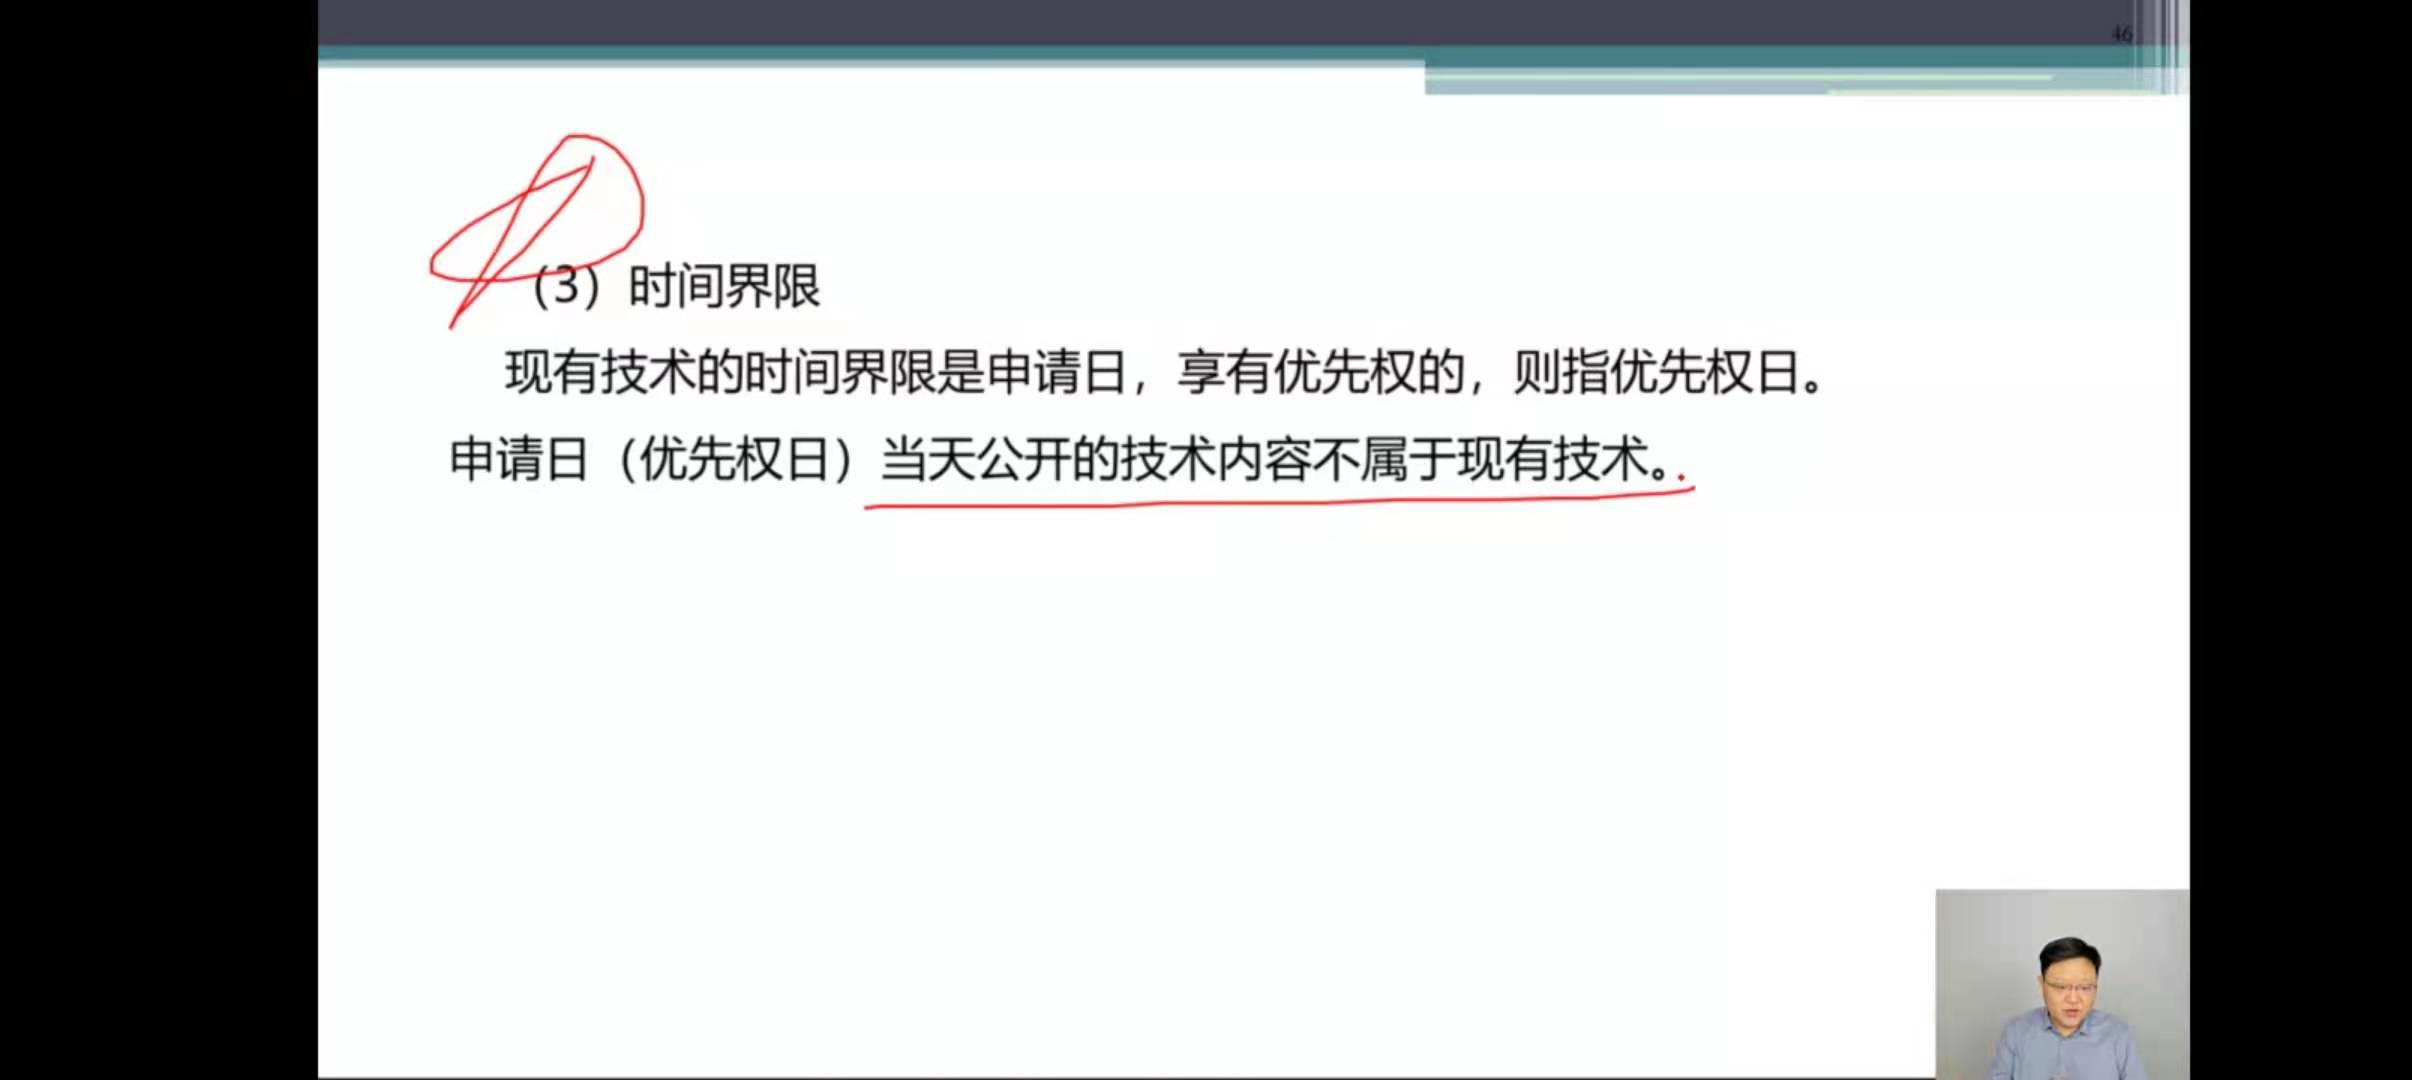 46
（3）时间界限
现有技术的时间界限是申请日，享有优先权的，则指优先权日。
申请日（优先权日）当天公开的技术内容不属于现有技术。